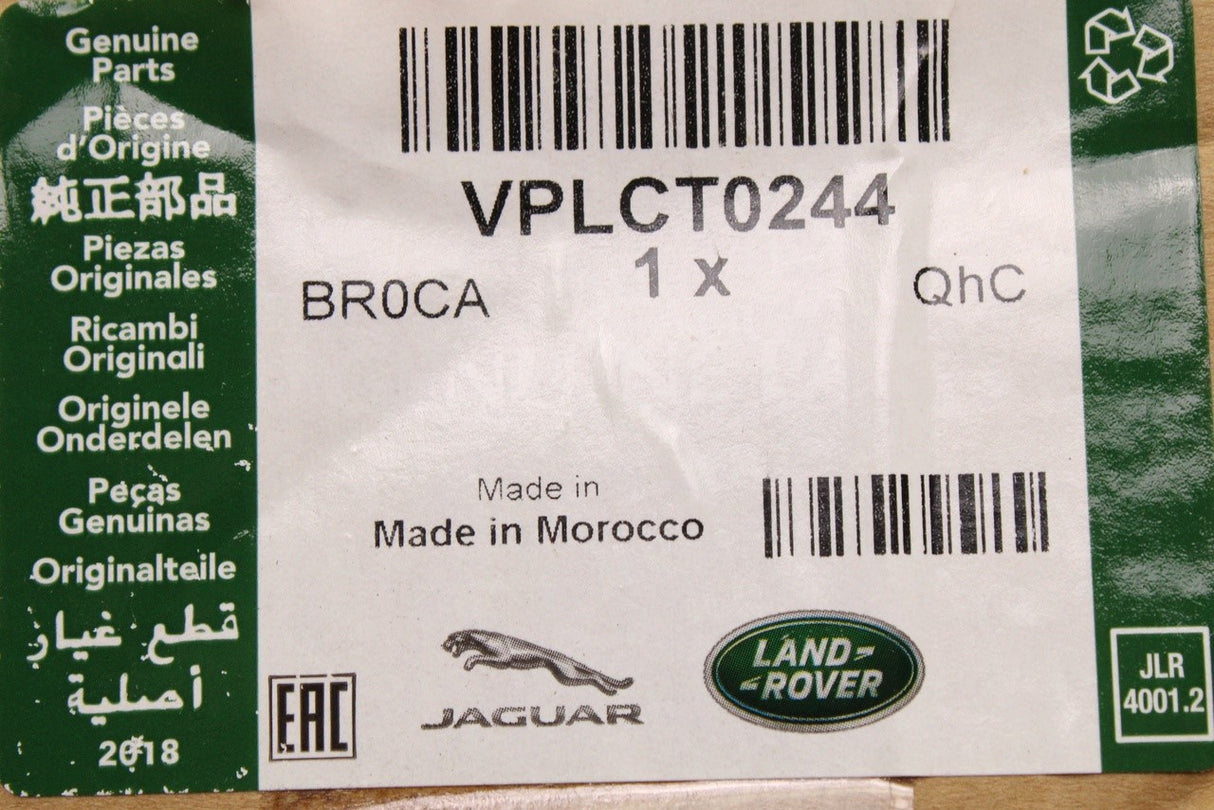 Genuine
Parts
Pièces
d'Origine
純正部品
Piezas
Originales
Ricambi
Originali
Originele
Onderdelen
Peças
Genuinas
Originalteile
قطع غيار
أصلية
2018
VPLCT0244
1 x
BR0CA
QhC
Made in
Made in Morocco
EAC
JAGUAR
LAND-
-ROVER
JLR
4001.2